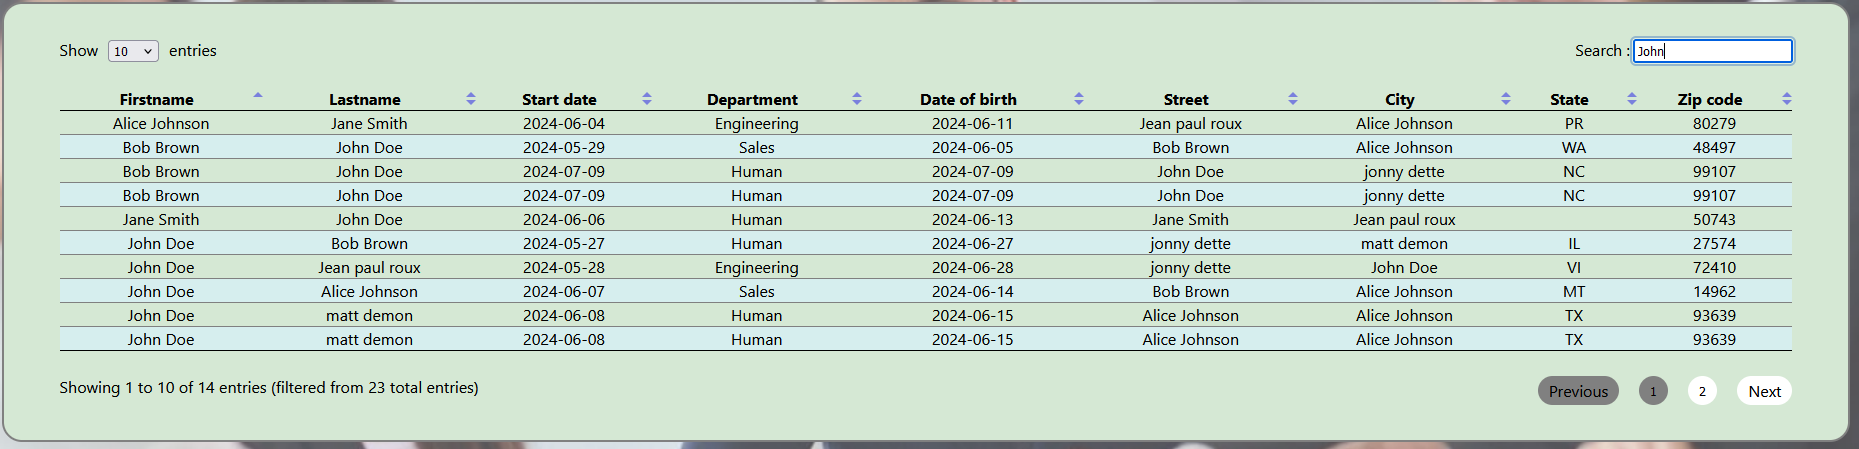 Show 10 entries Search : John
Firstname Lastname Start date Department Date of birth Street City State Zip code
Alice Johnson Jane Smith 2024-06-04 Engineering 2024-06-11 Jean paul roux Alice Johnson PR 80279
Bob Brown John Doe 2024-05-29 Sales 2024-06-05 Bob Brown Alice Johnson WA 48497
Bob Brown John Doe 2024-07-09 Human 2024-07-09 John Doe jonny dette NC 99107
Bob Brown John Doe 2024-07-09 Human 2024-07-09 John Doe jonny dette NC 99107
Jane Smith John Doe 2024-06-06 Human 2024-06-13 Jane Smith Jean paul roux 50743
John Doe Bob Brown 2024-05-27 Human 2024-06-27 jonny dette matt demon IL 27574
John Doe Jean paul roux 2024-05-28 Engineering 2024-06-28 jonny dette John Doe VI 72410
John Doe Alice Johnson 2024-06-07 Sales 2024-06-14 Bob Brown Alice Johnson MT 14962
John Doe matt demon 2024-06-08 Human 2024-06-15 Alice Johnson Alice Johnson TX 93639
John Doe matt demon 2024-06-08 Human 2024-06-15 Alice Johnson Alice Johnson TX 93639
Showing 1 to 10 of 14 entries (filtered from 23 total entries) Previous 1 2 Next